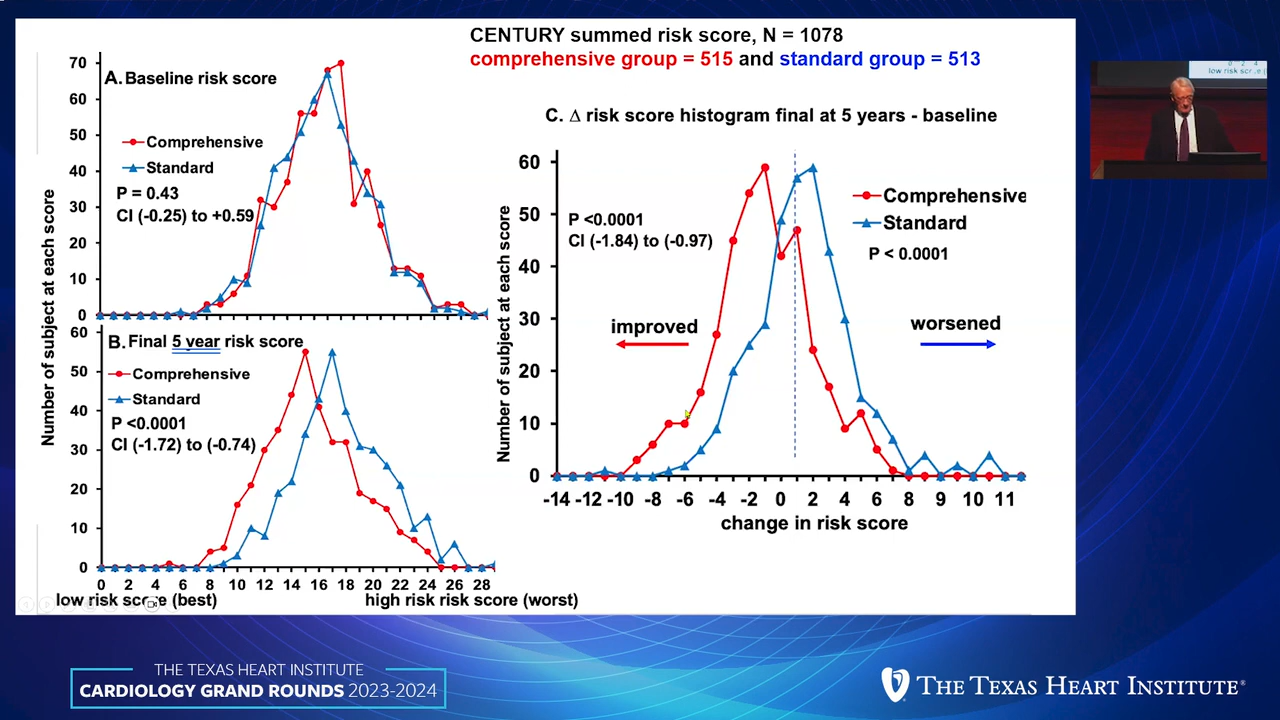 CENTURY summed risk score, N = 1078
comprehensive group = 515 and standard group = 513
A. Baseline risk score
Comprehensive
Standard
P = 0.43
CI (-0.25) to +0.59
70
60
50
40
30
20
10
0
Number of subject at each score
B. Final 5 year risk score
Comprehensive
Standard
P <0.0001
CI (-1.72) to (-0.74)
60
50
40
30
20
10
0
0 2 4 6 8 10 12 14 16 18 20 22 24 26 28
low risk score (best)
high risk risk score (worst)
C. Δ risk score histogram final at 5 years - baseline
Comprehensive
Standard
P < 0.0001
P <0.0001
CI (-1.84) to (-0.97)
improved
worsened
60
50
40
30
20
10
0
Number of subject at each score
-14 -12 -10 -8 -6 -4 -2 0 2 4 6 8 9 10 11
change in risk score
0 2 4
low risk
THE TEXAS HEART INSTITUTE
CARDIOLOGY GRAND ROUNDS 2023-2024
THE TEXAS HEART INSTITUTE®